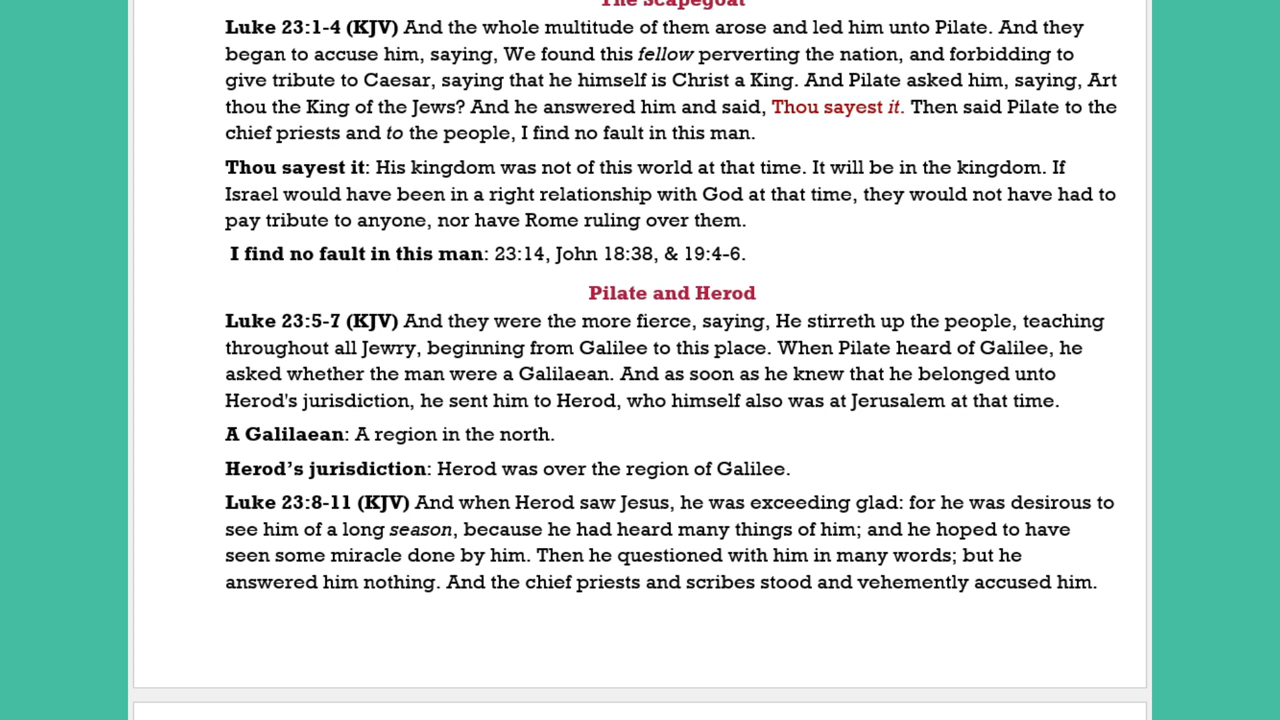 The Scapegoat
Luke 23:1-4 (KJV) And the whole multitude of them arose and led him unto Pilate. And they
began to accuse him, saying, We found this fellow perverting the nation, and forbidding to
give tribute to Caesar, saying that he himself is Christ a King. And Pilate asked him, saying, Art
thou the King of the Jews? And he answered him and said, Thou sayest it. Then said Pilate to the
chief priests and to the people, I find no fault in this man.
Thou sayest it: His kingdom was not of this world at that time. It will be in the kingdom. If
Israel would have been in a right relationship with God at that time, they would not have had to
pay tribute to anyone, nor have Rome ruling over them.
I find no fault in this man: 23:14, John 18:38, & 19:4-6.
Pilate and Herod
Luke 23:5-7 (KJV) And they were the more fierce, saying, He stirreth up the people, teaching
throughout all Jewry, beginning from Galilee to this place. When Pilate heard of Galilee, he
asked whether the man were a Galilaean. And as soon as he knew that he belonged unto
Herod's jurisdiction, he sent him to Herod, who himself also was at Jerusalem at that time.
A Galilaean: A region in the north.
Herod’s jurisdiction: Herod was over the region of Galilee.
Luke 23:8-11 (KJV) And when Herod saw Jesus, he was exceeding glad: for he was desirous to
see him of a long season, because he had heard many things of him; and he hoped to have
seen some miracle done by him. Then he questioned with him in many words; but he
answered him nothing. And the chief priests and scribes stood and vehemently accused him.